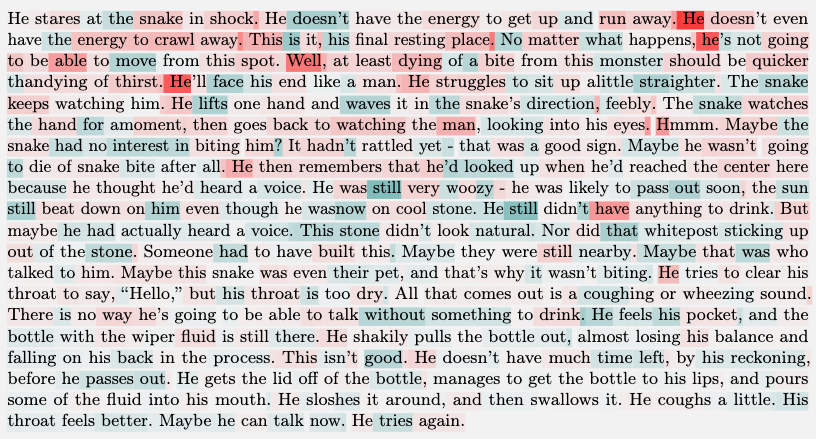 He stares at the snake in shock. He doesn't have the energy to get up and run away. He doesn't even
have the energy to crawl away. This is it, his final resting place. No matter what happens, he's not going
to be able to move from this spot. Well, at least dying of a bite from this monster should be quicker
thandying of thirst. He'll face his end like a man. He struggles to sit up alittle straighter. The snake
keeps watching him. He lifts one hand and waves it in the snake's direction, feebly. The snake watches
the hand for amoment, then goes back to watching the man, looking into his eyes. Hmmm. Maybe the
snake had no interest in biting him? It hadn't rattled yet - that was a good sign. Maybe he wasn't going
to die of snake bite after all. He then remembers that he'd looked up when he'd reached the center here
because he thought he'd heard a voice. He was still very woozy - he was likely to pass out soon, the sun
still beat down on him even though he wasnow on cool stone. He still didn't have anything to drink. But
maybe he had actually heard a voice. This stone didn't look natural. Nor did that whitepost sticking up
out of the stone. Someone had to have built this. Maybe they were still nearby. Maybe that was who
talked to him. Maybe this snake was even their pet, and that's why it wasn't biting. He tries to clear his
throat to say, “Hello,” but his throat is too dry. All that comes out is a coughing or wheezing sound.
There is no way he's going to be able to talk without something to drink. He feels his pocket, and the
bottle with the wiper fluid is still there. He shakily pulls the bottle out, almost losing his balance and
falling on his back in the process. This isn't good. He doesn't have much time left, by his reckoning,
before he passes out. He gets the lid off of the bottle, manages to get the bottle to his lips, and pours
some of the fluid into his mouth. He sloshes it around, and then swallows it. He coughs a little. His
throat feels better. Maybe he can talk now. He tries again.